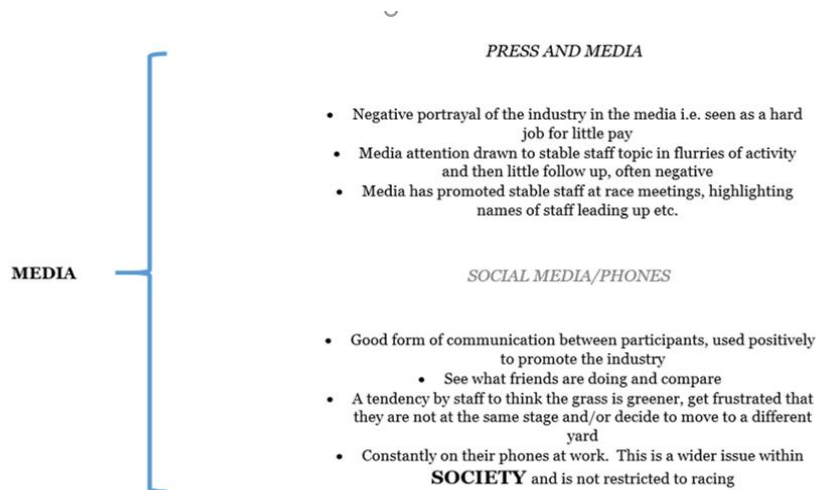 PRESS AND MEDIA
• Negative portrayal of the industry in the media i.e. seen as a hard
job for little pay
• Media attention drawn to stable staff topic in flurries of activity
and then little follow up, often negative
• Media has promoted stable staff at race meetings, highlighting
names of staff leading up etc.
MEDIA
SOCIAL MEDIA/PHONES
• Good form of communication between participants, used positively
to promote the industry
• See what friends are doing and compare
• A tendency by staff to think the grass is greener, get frustrated that
they are not at the same stage and/or decide to move to a different
yard
• Constantly on their phones at work. This is a wider issue within
SOCIETY and is not restricted to racing